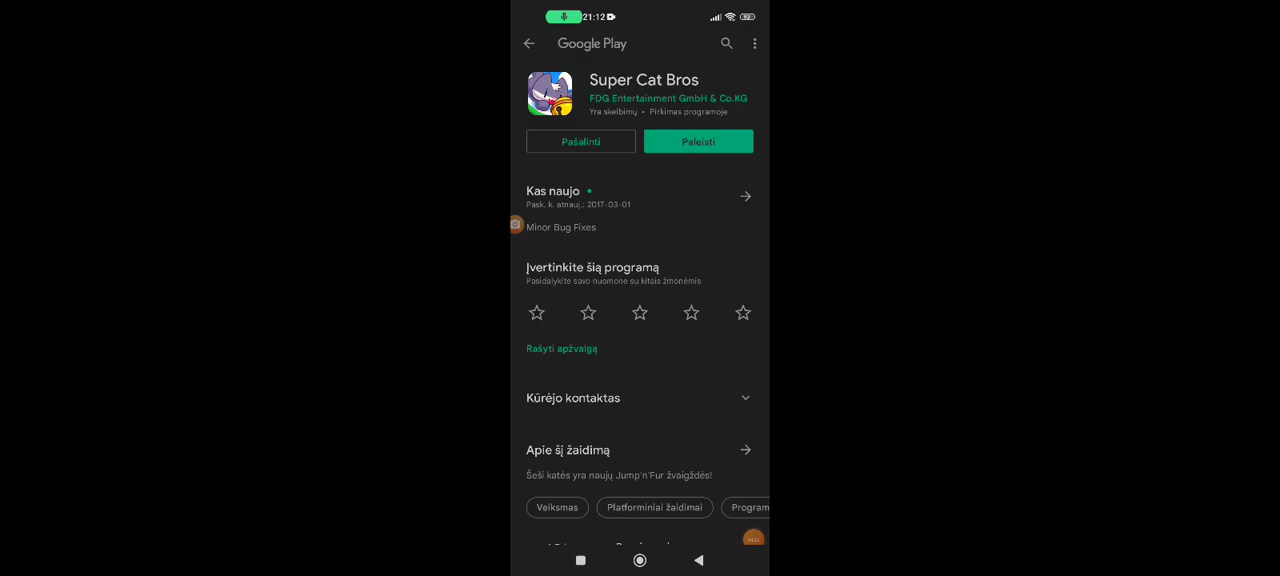 21:12
Google Play
Super Cat Bros
FDG Entertainment GmbH & Co.KG
Yra skelbimų • Pirkimas programoje
Pašalinti
Paleisti
Kas naujo
Pask. k. atnauj.: 2017-03-01
Minor Bug Fixes
Įvertinkite šią programą
Pasidalykite savo nuomone su kitais žmonėmis
Rašyti apžvalgą
Kūrėjo kontaktas
Apie šį žaidimą
Šeši katės yra naujų Jump'n'Fur žvaigždės!
Veiksmas
Platforminiai žaidimai
Program